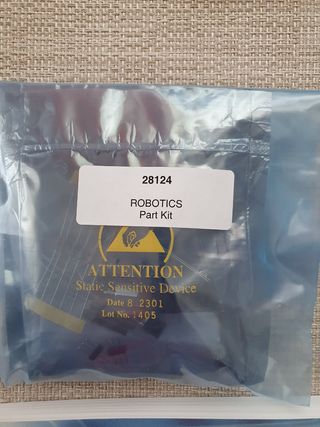 28124
ROBOTICS
Part Kit
ATTENTION
Static Sensitive Device
Date 8 2301
Lot No. 1405